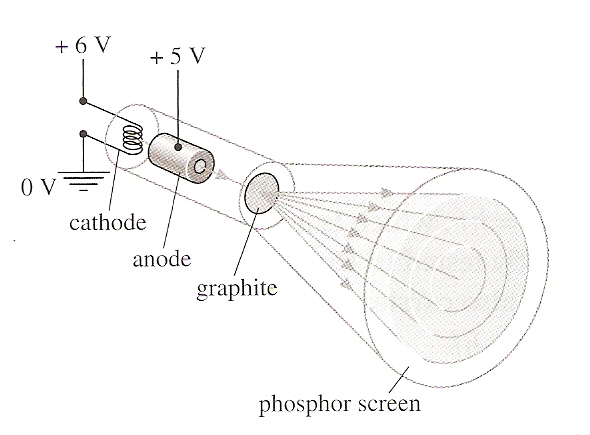 + 6 V
+ 5 V
0 V
cathode
anode
graphite
phosphor screen